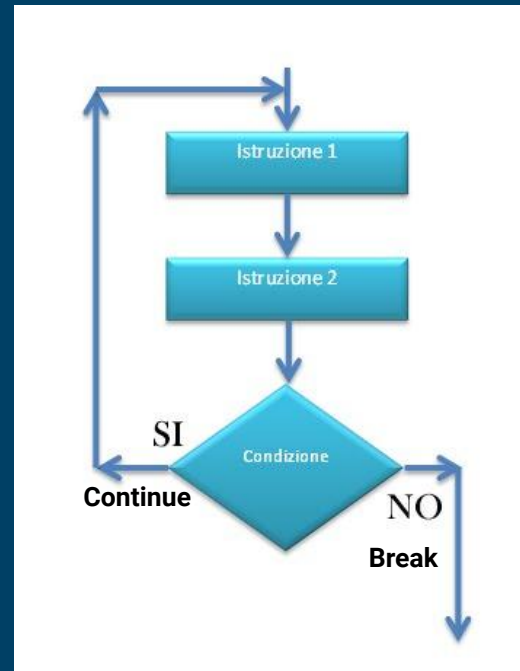 Istruzione 1
Istruzione 2
Condizione
SI
Continue
NO
Break